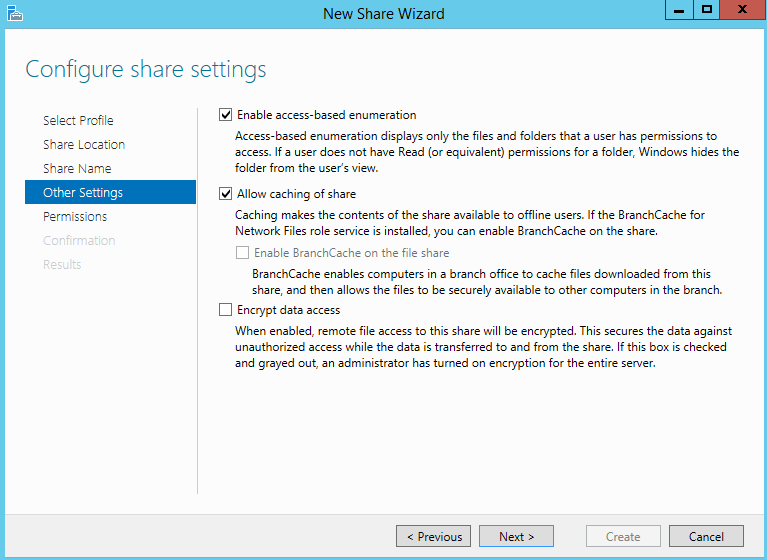 New Share Wizard
Configure share settings
Select Profile
Share Location
Share Name
Other Settings
Permissions
Confirmation
Results
Enable access-based enumeration
Access-based enumeration displays only the files and folders that a user has permissions to
access. If a user does not have Read (or equivalent) permissions for a folder, Windows hides the
folder from the user's view.
Allow caching of share
Caching makes the contents of the share available to offline users. If the BranchCache for
Network Files role service is installed, you can enable BranchCache on the share.
Enable BranchCache on the file share
BranchCache enables computers in a branch office to cache files downloaded from this
share, and then allows the files to be securely available to other computers in the branch.
Encrypt data access
When enabled, remote file access to this share will be encrypted. This secures the data against
unauthorized access while the data is transferred to and from the share. If this box is checked
and grayed out, an administrator has turned on encryption for the entire server.
< Previous
Next >
Create
Cancel